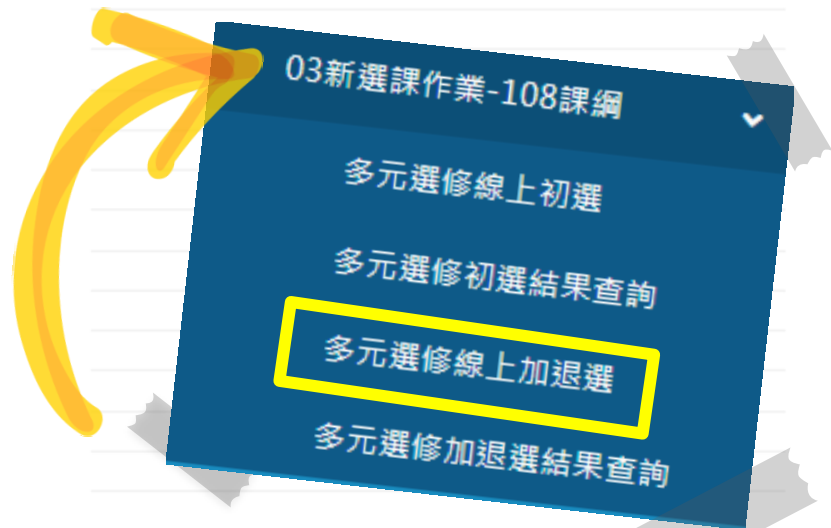 03新選課作業-108課綱
多元選修線上初選
多元選修初選結果查詢
多元選修線上加退選
多元選修加退選結果查詢